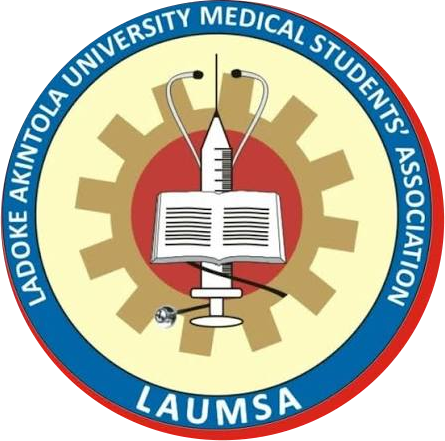 LADOKE AKINTOLA UNIVERSITY MEDICAL STUDENTS' ASSOCIATION
LAUMSA